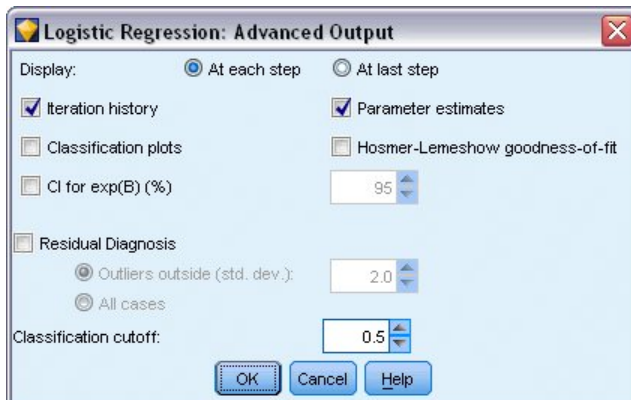 Logistic Regression: Advanced Output
Display: At each step At last step
Iteration history Parameter estimates
Classification plots Hosmer-Lemeshow goodness-of-fit
CI for exp(B) (%) 95
Residual Diagnosis
Outliers outside (std. dev.): 2.0
All cases
Classification cutoff: 0.5
OK Cancel Help